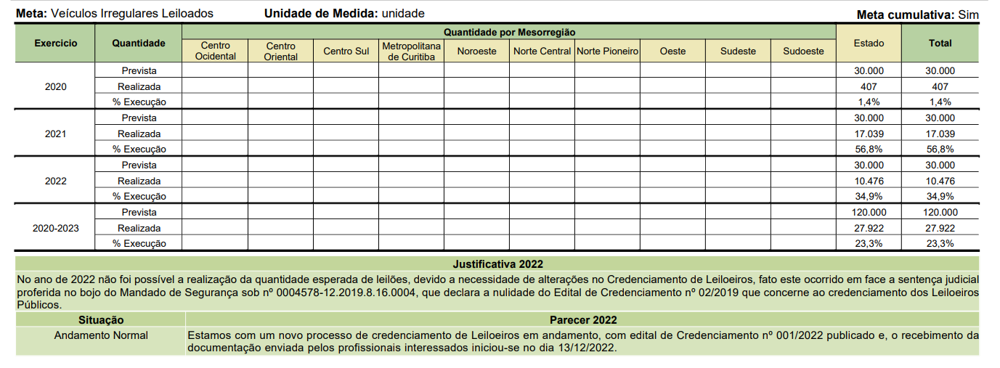 Meta: Veículos Irregulares Leiloados Unidade de Medida: unidade Meta cumulativa: Sim
Exercicio Quantidade Quantidade por Mesorregião Estado Total
Centro Ocidental Centro Oriental Centro Sul Metropolitana de Curitiba Noroeste Norte Central Norte Pioneiro Oeste Sudeste Sudoeste
2020
Prevista 30.000 30.000
Realizada 407 407
% Execução 1,4% 1,4%
2021
Prevista 30.000 30.000
Realizada 17.039 17.039
% Execução 56,8% 56,8%
2022
Prevista 30.000 30.000
Realizada 10.476 10.476
% Execução 34,9% 34,9%
2020-2023
Prevista 120.000 120.000
Realizada 27.922 27.922
% Execução 23,3% 23,3%
Justificativa 2022
No ano de 2022 não foi possível a realização da quantidade esperada de leilões, devido a necessidade de alterações no Credenciamento de Leiloeiros, fato este ocorrido em face a sentença judicial
proferida no bojo do Mandado de Segurança sob nº 0004578-12.2019.8.16.0004, que declara a nulidade do Edital de Credenciamento nº 02/2019 que concerne ao credenciamento dos Leiloeiros
Públicos.
Situação Parecer 2022
Andamento Normal Estamos com um novo processo de credenciamento de Leiloeiros em andamento, com edital de Credenciamento nº 001/2022 publicado e, o recebimento da
documentação enviada pelos profissionais interessados iniciou-se no dia 13/12/2022.